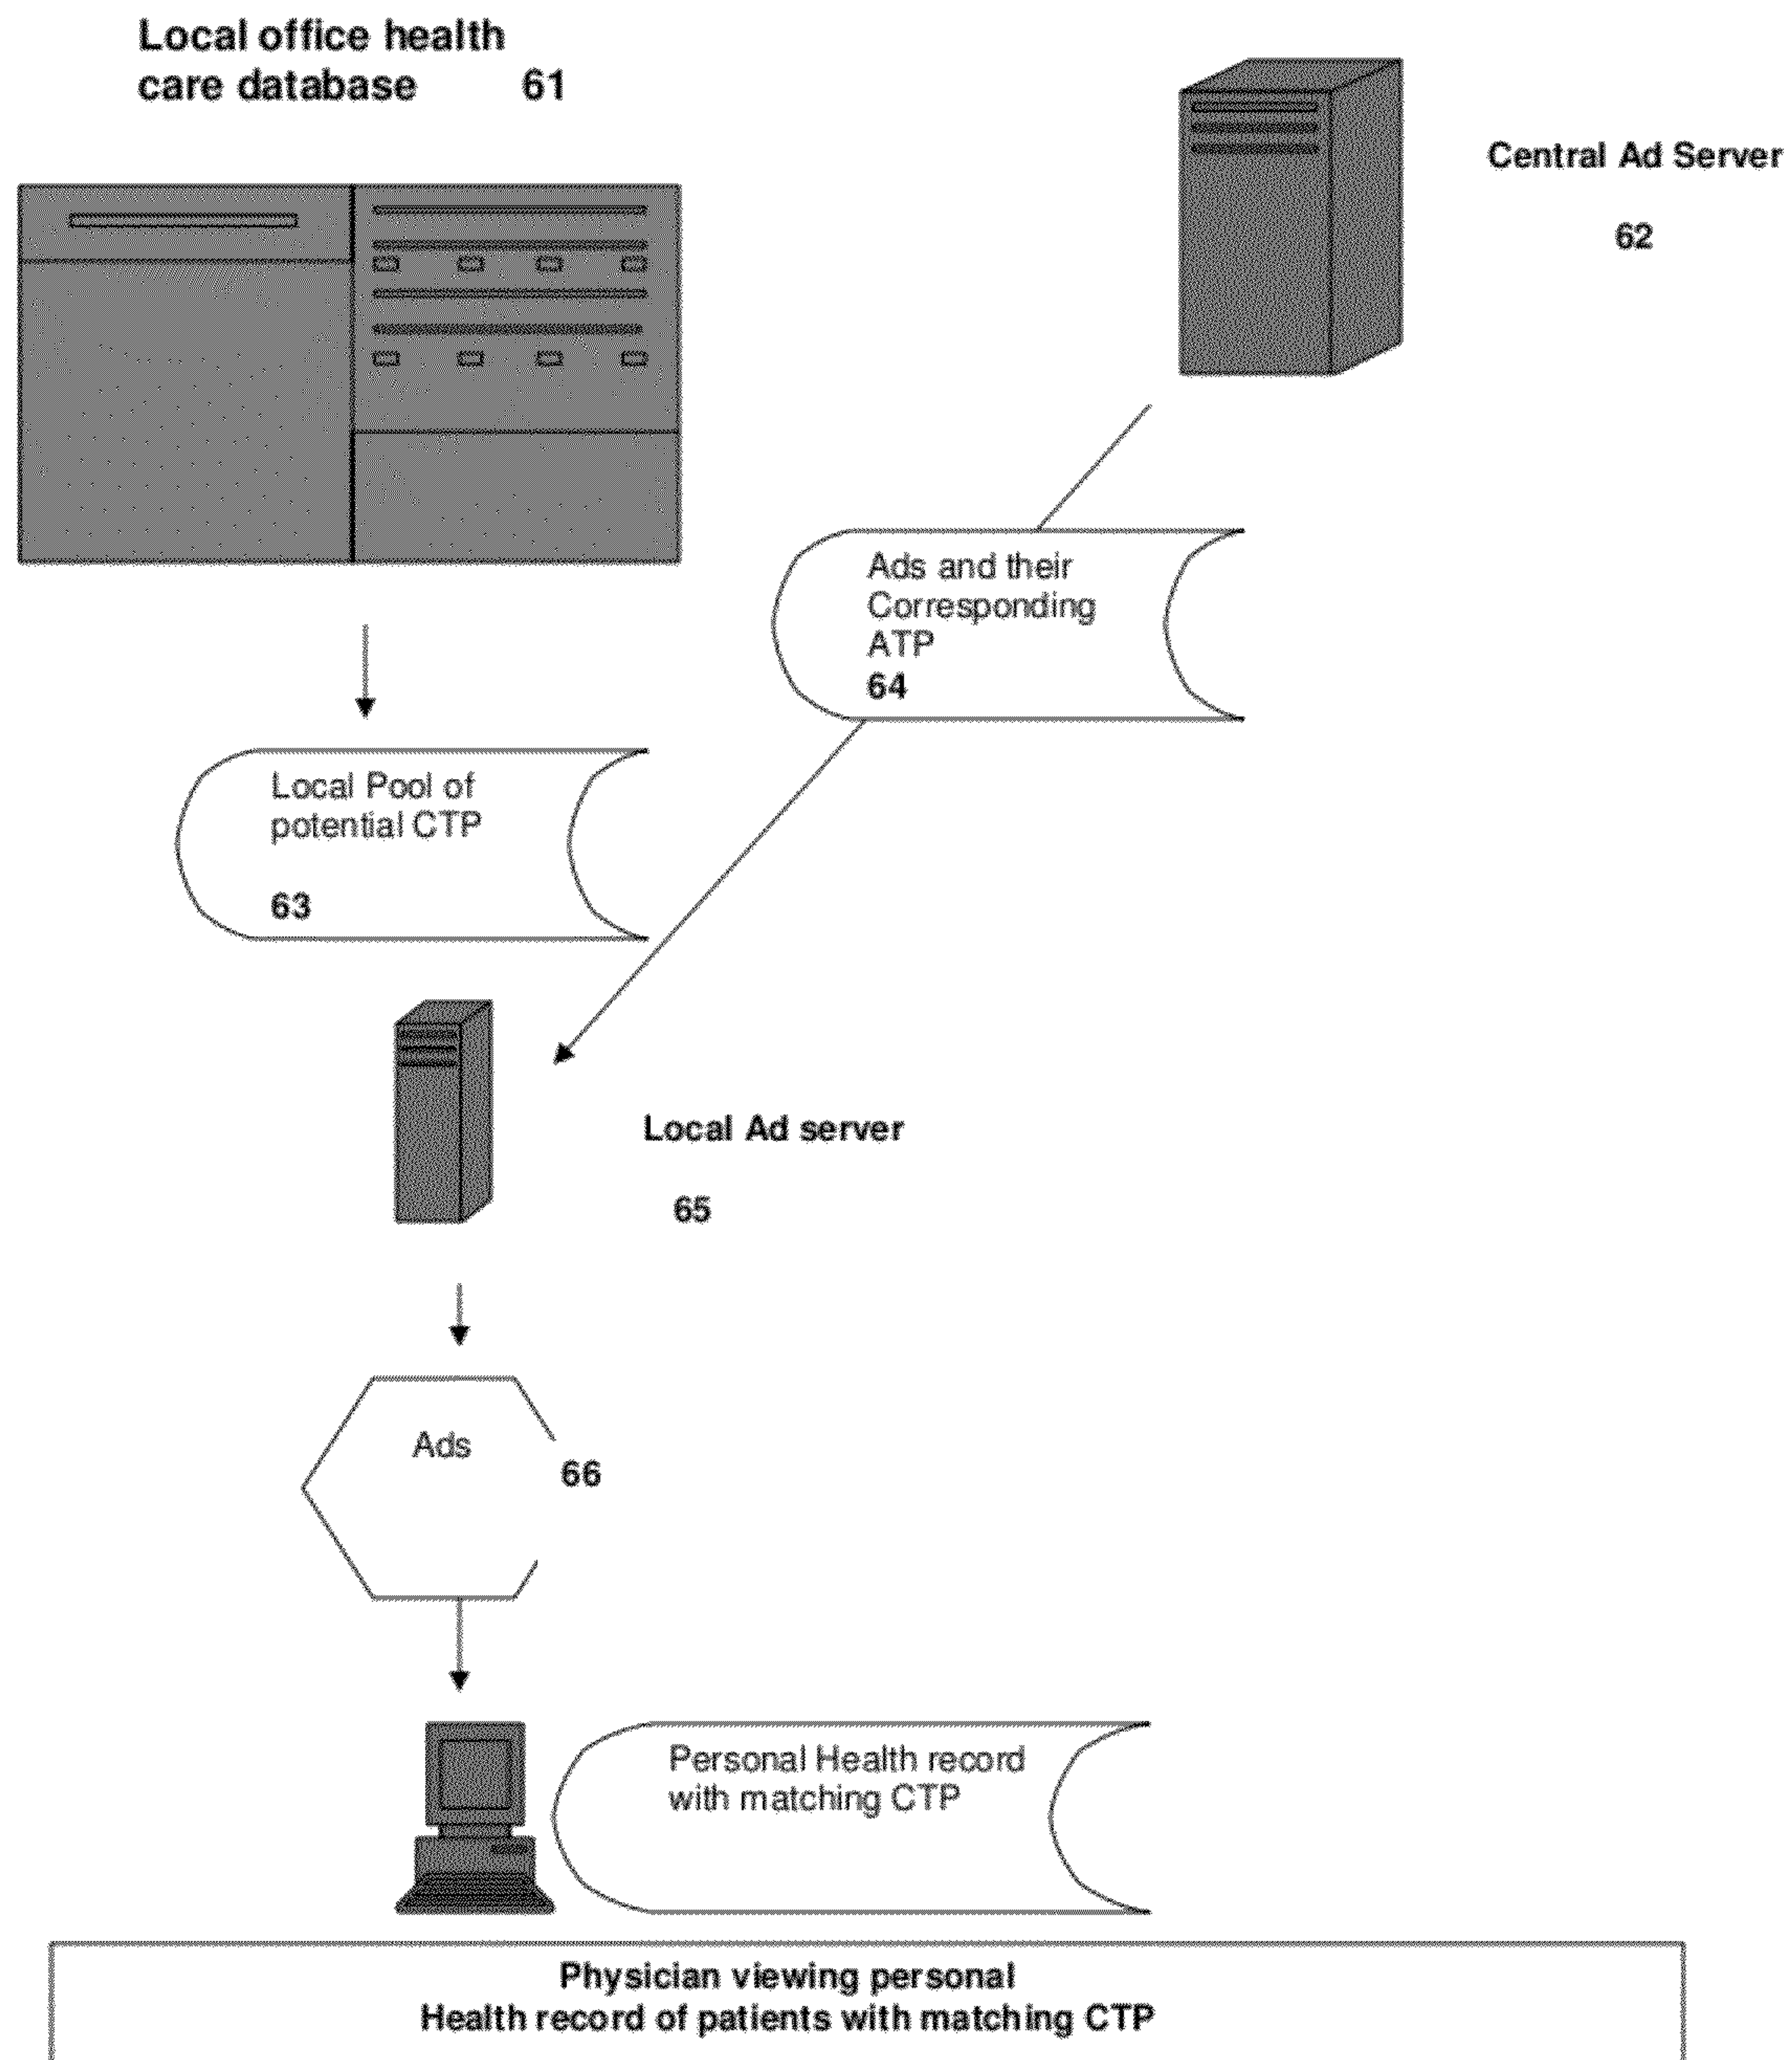 Local office health
care database 61
Central Ad Server
62
Ads and their
Corresponding
ATP
64
Local Pool of
potential CTP
63
Local Ad server
65
Ads
66
Personal Health record
with matching CTP
Physician viewing personal
Health record of patients with matching CTP